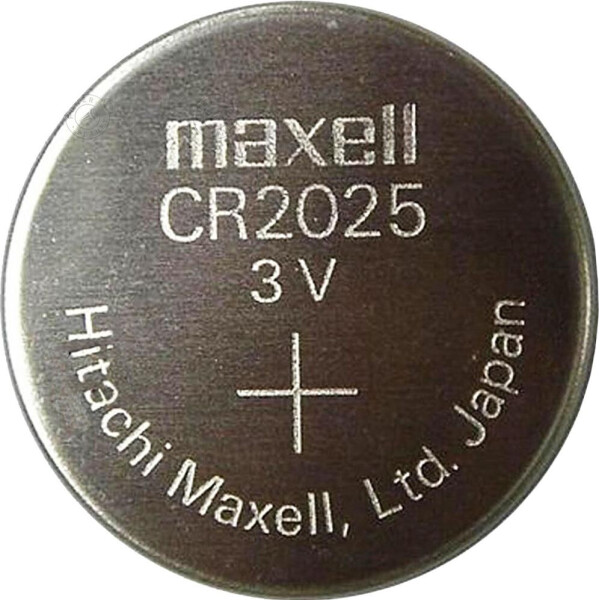 maxell
CR2025
3 V
+
Hitachi Maxell, Ltd. Japan